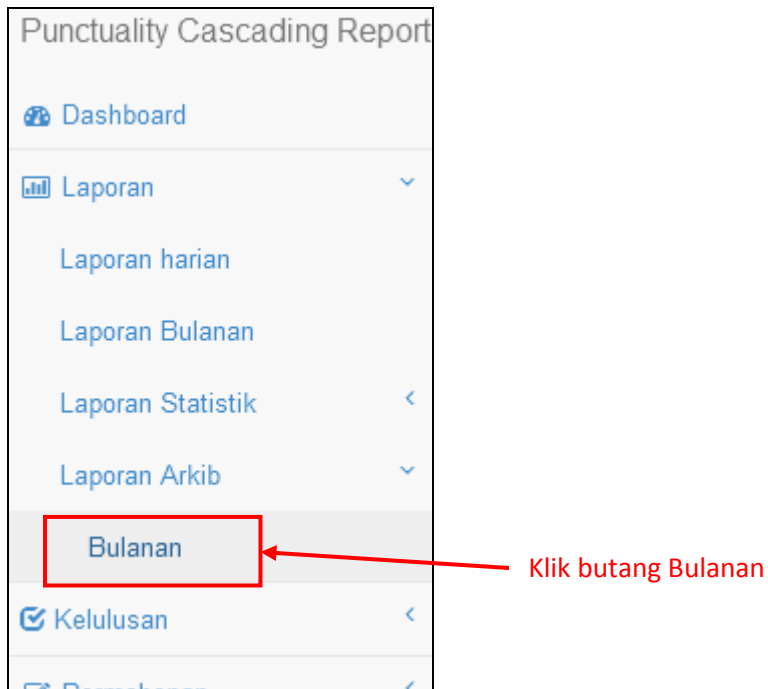 Punctuality Cascading Report
Dashboard
Laporan
Laporan harian
Laporan Bulanan
Laporan Statistik
Laporan Arkib
Bulanan
Klik butang Bulanan
Kelulusan